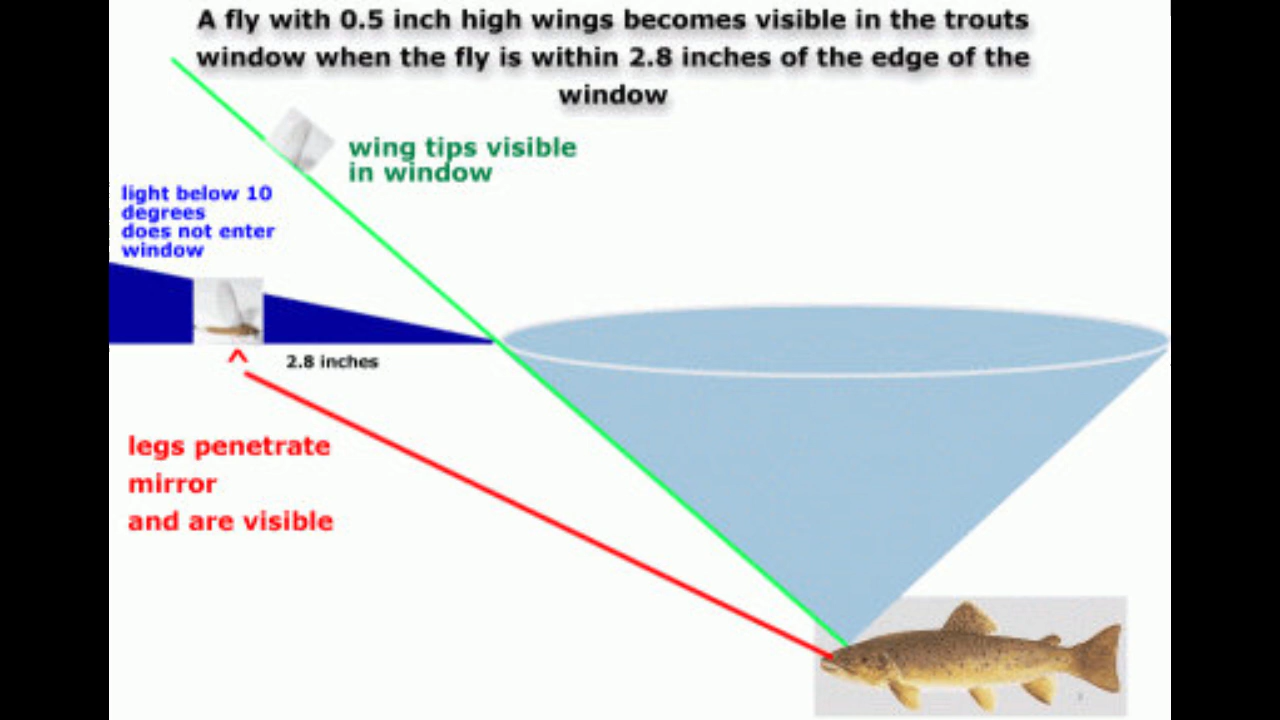 A fly with 0.5 inch high wings becomes visible in the trouts
window when the fly is within 2.8 inches of the edge of the
window
wing tips visible
in window
light below 10
degrees
does not enter
window
^
2.8 inches
legs penetrate
mirror
and are visible